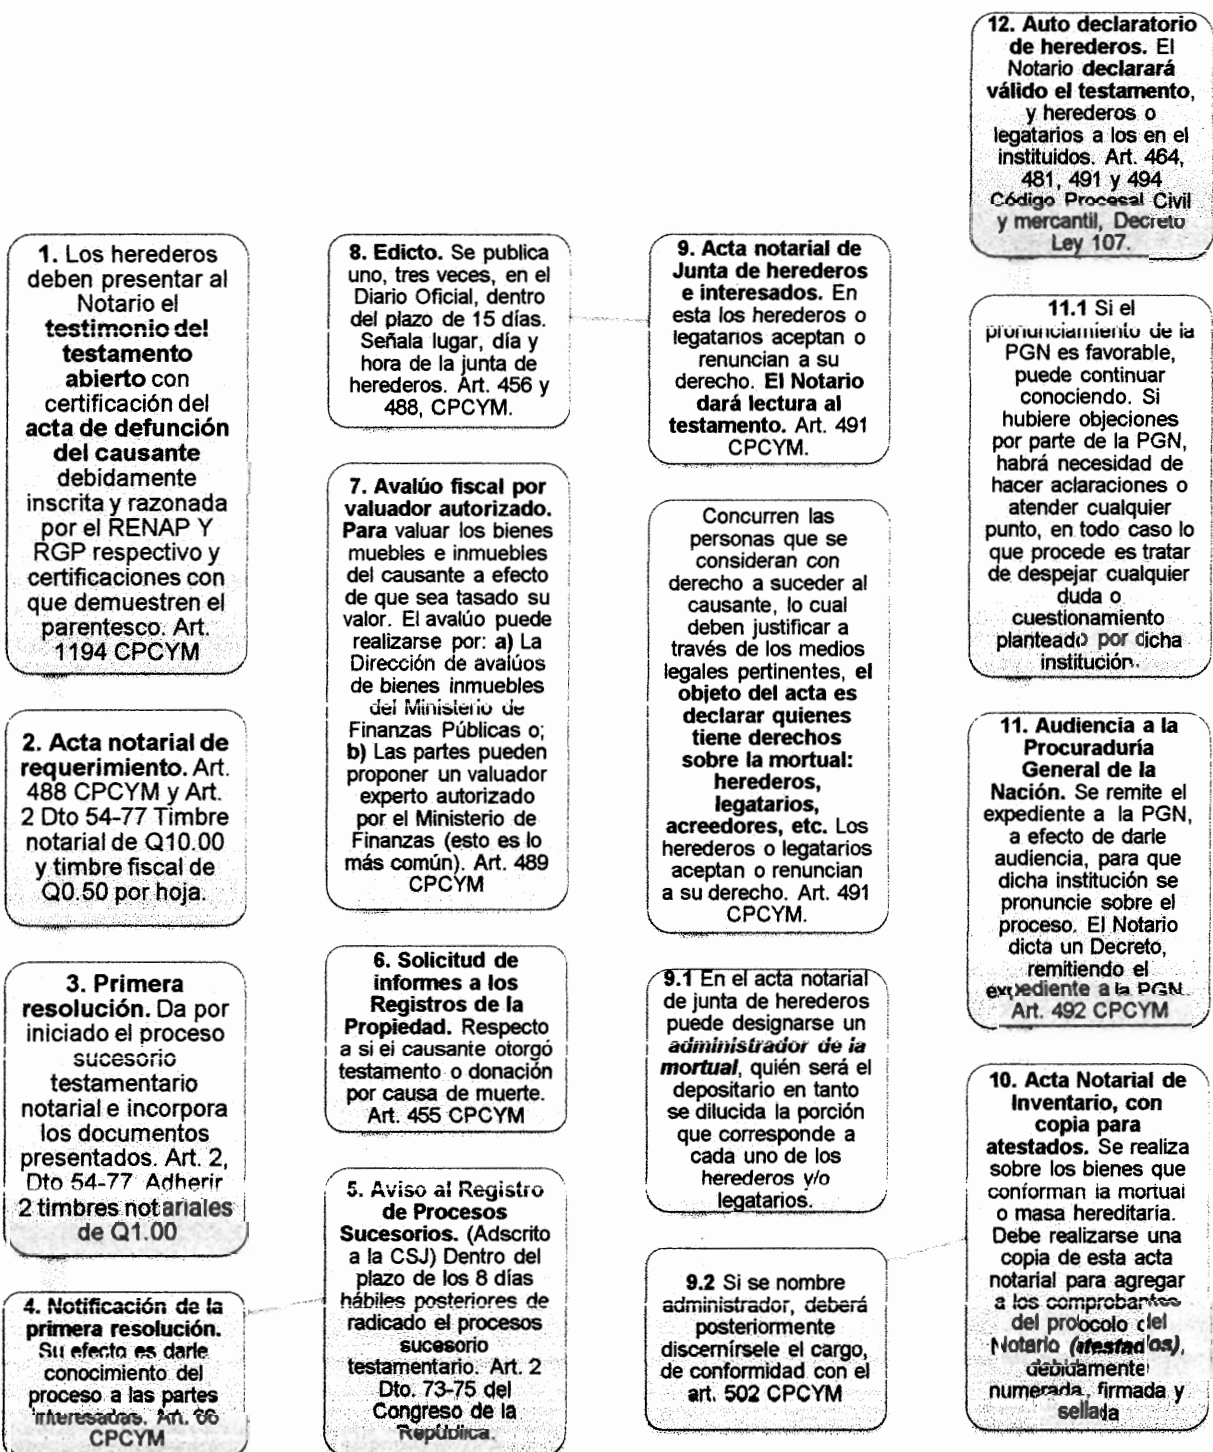 1. Los herederos
deben presentar al
Notario el
testimonio del
testamento
abierto con
certificación del
acta de defunción
del causante
debidamente
inscrita y razonada
por el RENAP Y
RGP respectivo y
certificaciones con
que demuestren el
parentesco. Art.
1194 CPCYM
2. Acta notarial de
requerimiento. Art.
488 CPCYM y Art.
2 Dto 54-77 Timbre
notarial de Q10.00
y timbre fiscal de
Q0.50 por hoja.
3. Primera
resolución. Da por
iniciado el proceso
sucesorio
testamentario
notarial e incorpora
los documentos
presentados. Art. 2,
Dto 54-77 Adherir
2 timbres notariales
de Q1.00
4. Notificación de la
primera resolución.
Su efecto es darle
conocimiento del
proceso a las partes
interesadas. Art. 66
CPCYM
5. Aviso al Registro
de Procesos
Sucesorios. (Adscrito
a la CSJ) Dentro del
plazo de los 8 días
hábiles posteriores de
radicado el procesos
sucesorio
testamentario. Art. 2
Dto. 73-75 del
Congreso de la
República.
6. Solicitud de
informes a los
Registros de la
Propiedad. Respecto
a si el causante otorgó
testamento o donación
por causa de muerte.
Art. 455 CPCYM
7. Avalúo fiscal por
valuador autorizado.
Para valuar los bienes
muebles e inmuebles
del causante a efecto
de que sea tasado su
valor. El avalúo puede
realizarse por: a) La
Dirección de avalúos
de bienes inmuebles
del Ministerio de
Finanzas Públicas o;
b) Las partes pueden
proponer un valuador
experto autorizado
por el Ministerio de
Finanzas (esto es lo
más común). Art. 489
CPCYM
8. Edicto. Se publica
uno, tres veces, en el
Diario Oficial, dentro
del plazo de 15 días.
Señala lugar, día y
hora de la junta de
herederos. Art. 456 y
488, CPCYM.
9. Acta notarial de
Junta de herederos
e interesados. En
esta los herederos o
legatarios aceptan o
renuncian a su
derecho. El Notario
dará lectura al
testamento. Art. 491
CPCYM.
Concurren las
personas que se
consideran con
derecho a suceder al
causante, lo cual
deben justificar a
través de los medios
legales pertinentes, el
objeto del acta es
declarar quienes
tiene derechos
sobre la mortual:
herederos,
legatarios,
acreedores, etc. Los
herederos o legatarios
aceptan o renuncian
a su derecho. Art. 491
CPCYM.
9.1 En el acta notarial
de junta de herederos
puede designarse un
administrador de la
mortual, quién será el
depositario en tanto
se dilucida la porción
que corresponde a
cada uno de los
herederos y/o
legatarios.
9.2 Si se nombre
administrador, deberá
posteriormente
discernírsele el cargo,
de conformidad con el
art. 502 CPCYM
10. Acta Notarial de
Inventario, con
copia para
atestados. Se realiza
sobre los bienes que
conforman la mortual
o masa hereditaria.
Debe realizarse una
copia de esta acta
notarial para agregar
a los comprobantes
del protocolo del
Notario (atestados),
debidamente
numerada, firmada y
sellada
11. Audiencia a la
Procuraduría
General de la
Nación. Se remite el
expediente a la PGN,
a efecto de darle
audiencia, para que
dicha institución se
pronuncie sobre el
proceso. El Notario
dicta un Decreto,
remitiendo el
expediente a la PGN.
Art. 492 CPCYM
11.1 Si el
pronunciamiento de la
PGN es favorable,
puede continuar
conociendo. Si
hubiere objeciones
por parte de la PGN,
habrá necesidad de
hacer aclaraciones o
atender cualquier
punto, en todo caso lo
que procede es tratar
de despejar cualquier
duda o
cuestionamiento
planteado por dicha
institución.
12. Auto declaratorio
de herederos. El
Notario declarará
válido el testamento,
y herederos o
legatarios a los en el
instituidos. Art. 464,
481, 491 y 494
Código Procesal Civil
y mercantil, Decreto
Ley 107.